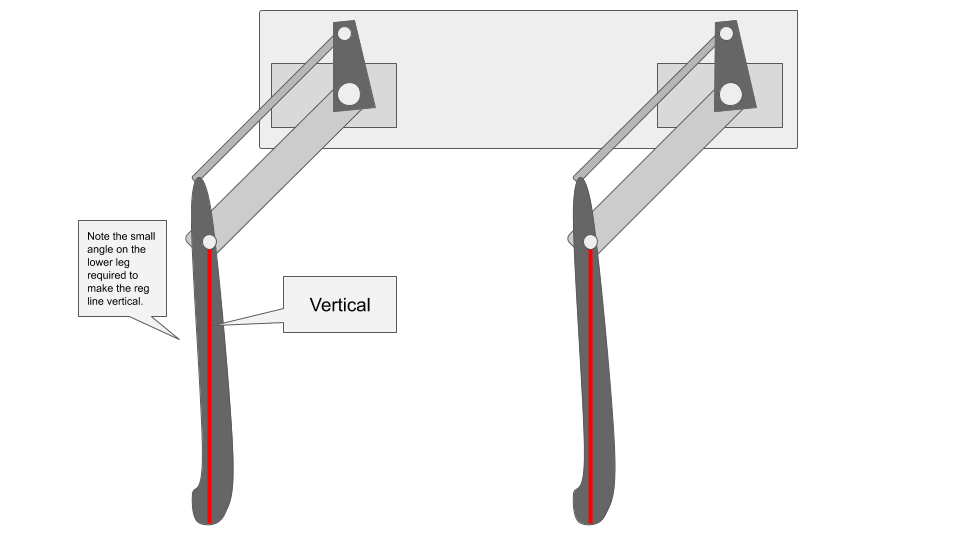 Note the small
angle on the
lower leg
required to
make the reg
line vertical.
Vertical